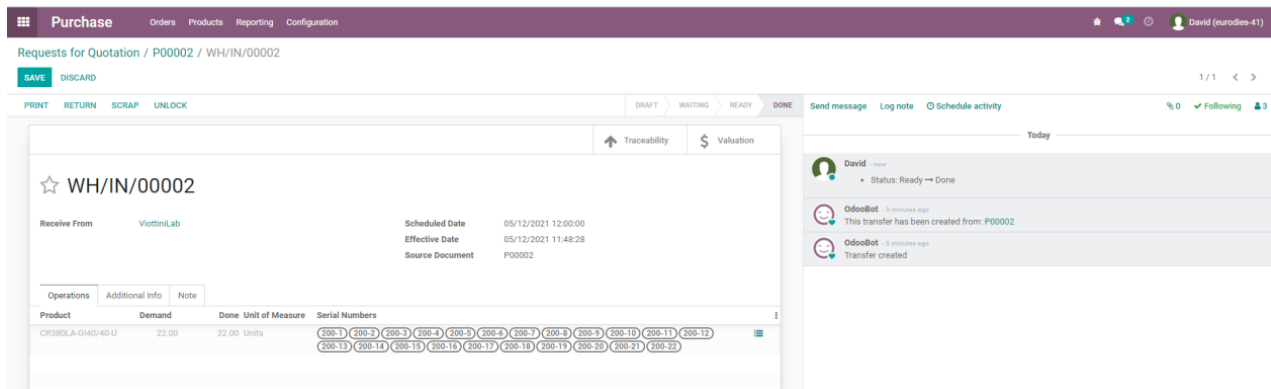 Purchase Orders Products Reporting Configuration 2 David (eurodies-41)
Requests for Quotation / P00002 / WH/IN/00002
SAVE DISCARD 1 / 1
PRINT RETURN SCRAP UNLOCK DRAFT WAITING READY DONE Send message Log note Schedule activity 0 Following 3
Traceability $ Valuation
Today
David - now
• Status: Ready → Done
WH/IN/00002
OdooBot - 3 minutes ago
This transfer has been created from: P00002
Receive From ViottiniLab Scheduled Date 05/12/2021 12:00:00
Effective Date 05/12/2021 11:48:28
Source Document P00002
OdooBot - 3 minutes ago
Transfer created
Operations Additional Info Note
Product Demand Done Unit of Measure Serial Numbers
CR380LA-GI40/40-U 22.00 22.00 Units 200-1 200-2 200-3 200-4 200-5 200-6 200-7 200-8 200-9 200-10 200-11 200-12
200-13 200-14 200-15 200-16 200-17 200-18 200-19 200-20 200-21 200-22